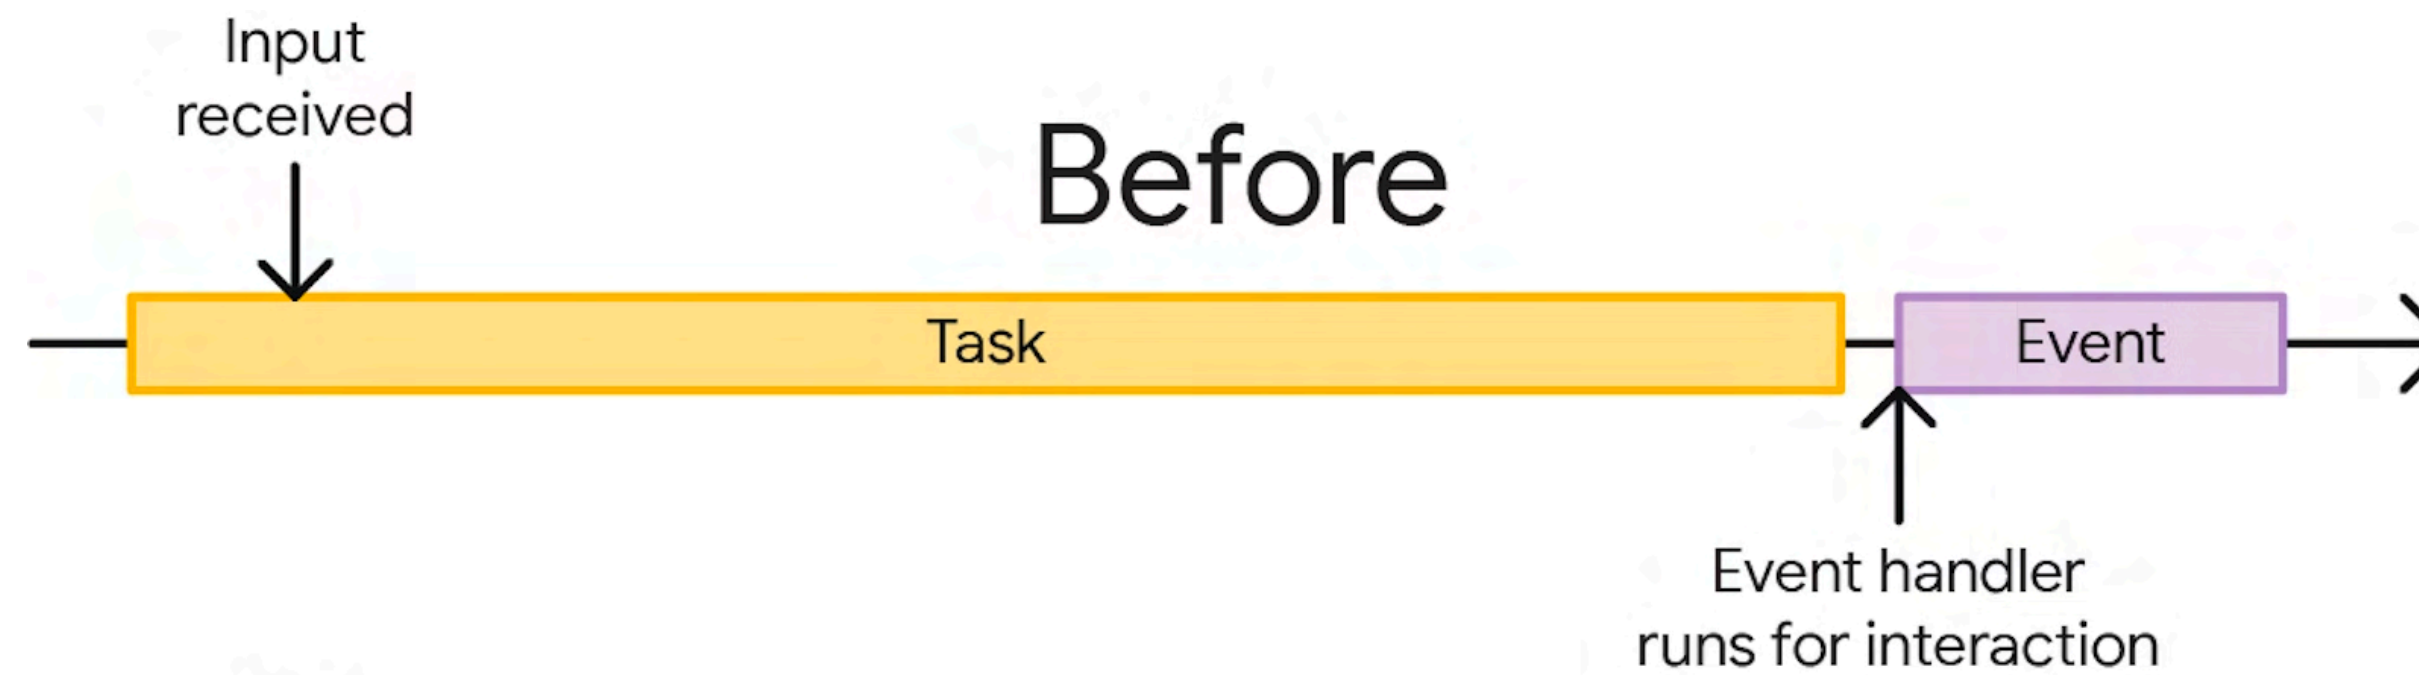 Input
received
Before
Task
Event
Event handler
runs for interaction